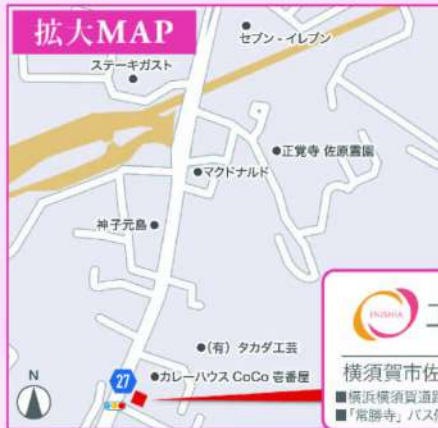 拡大MAP
セブン-イレブン
ステーキガスト
正覚寺 佐原霊園
マクドナルド
神子元島
(有) タカダ工芸
カレーハウス CoCo 壱番屋
27
N
ENISHIA
横須賀市佐
■横浜横須賀道路
■「常勝寺」バス停